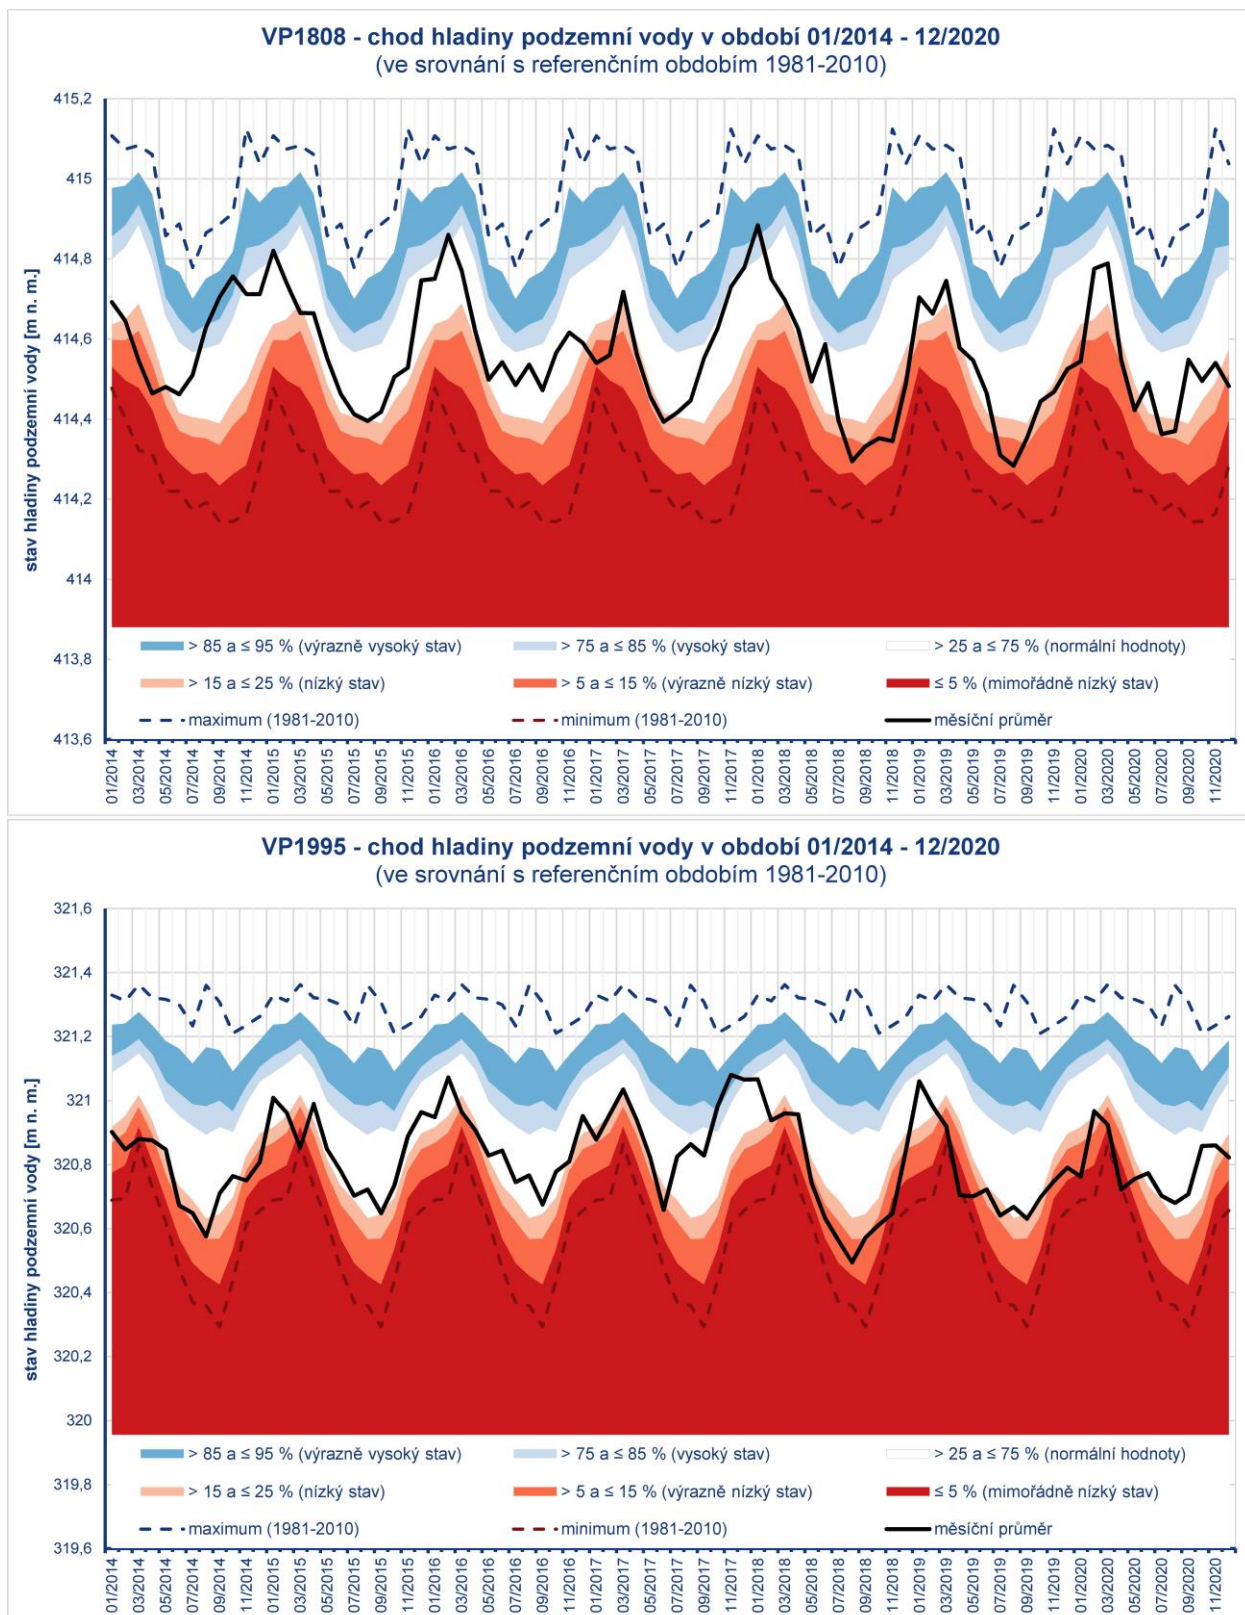 VP1808 - chod hladiny podzemní vody v období 01/2014 - 12/2020
(ve srovnání s referenčním obdobím 1981-2010)
stav hladiny podzemní vody [m n. m.]
415,2
415
414,8
414,6
414,4
414,2
414
413,8
413,6
> 85 a ≤ 95 % (výrazně vysoký stav) > 75 a ≤ 85 % (vysoký stav) > 25 a ≤ 75 % (normální hodnoty)
> 15 a ≤ 25 % (nízký stav) > 5 a ≤ 15 % (výrazně nízký stav) ≤ 5 % (mimořádně nízký stav)
maximum (1981-2010) minimum (1981-2010) měsíční průměr
01/2014 03/2014 05/2014 07/2014 09/2014 11/2014 01/2015 03/2015 05/2015 07/2015 09/2015 11/2015 01/2016 03/2016 05/2016 07/2016 09/2016 11/2016 01/2017 03/2017 05/2017 07/2017 09/2017 11/2017 01/2018 03/2018 05/2018 07/2018 09/2018 11/2018 01/2019 03/2019 05/2019 07/2019 09/2019 11/2019 01/2020 03/2020 05/2020 07/2020 09/2020 11/2020
VP1995 - chod hladiny podzemní vody v období 01/2014 - 12/2020
(ve srovnání s referenčním obdobím 1981-2010)
stav hladiny podzemní vody [m n. m.]
321,6
321,4
321,2
321
320,8
320,6
320,4
320,2
320
319,8
319,6
> 85 a ≤ 95 % (výrazně vysoký stav) > 75 a ≤ 85 % (vysoký stav) > 25 a ≤ 75 % (normální hodnoty)
> 15 a ≤ 25 % (nízký stav) > 5 a ≤ 15 % (výrazně nízký stav) ≤ 5 % (mimořádně nízký stav)
maximum (1981-2010) minimum (1981-2010) měsíční průměr
01/2014 03/2014 05/2014 07/2014 09/2014 11/2014 01/2015 03/2015 05/2015 07/2015 09/2015 11/2015 01/2016 03/2016 05/2016 07/2016 09/2016 11/2016 01/2017 03/2017 05/2017 07/2017 09/2017 11/2017 01/2018 03/2018 05/2018 07/2018 09/2018 11/2018 01/2019 03/2019 05/2019 07/2019 09/2019 11/2019 01/2020 03/2020 05/2020 07/2020 09/2020 11/2020